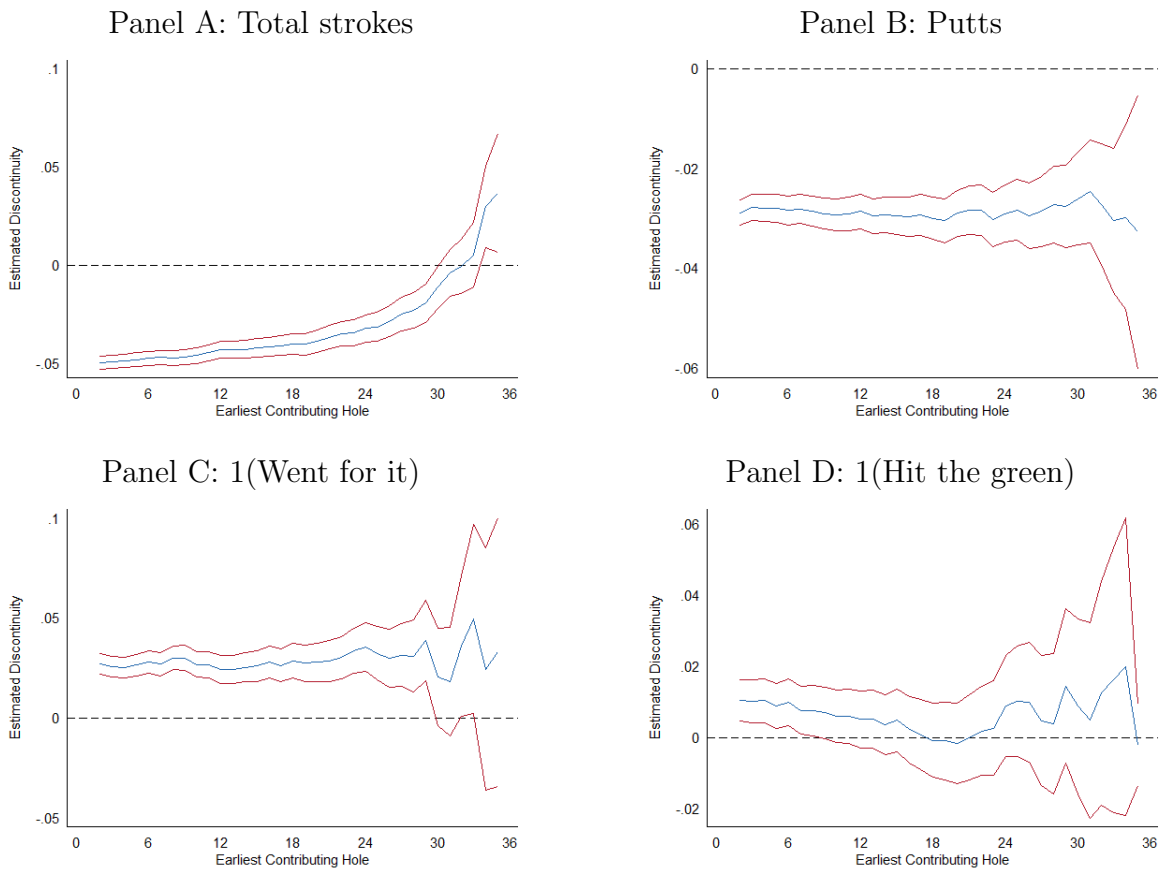 Panel A: Total strokes
.1
.05
0
-.05
Estimated Discontinuity
0 6 12 18 24 30 36
Earliest Contributing Hole
Panel B: Putts
0
-.02
-.04
-.06
Estimated Discontinuity
0 6 12 18 24 30 36
Earliest Contributing Hole
Panel C: 1(Went for it)
.1
.05
0
-.05
Estimated Discontinuity
0 6 12 18 24 30 36
Earliest Contributing Hole
Panel D: 1(Hit the green)
.06
.04
.02
0
-.02
Estimated Discontinuity
0 6 12 18 24 30 36
Earliest Contributing Hole